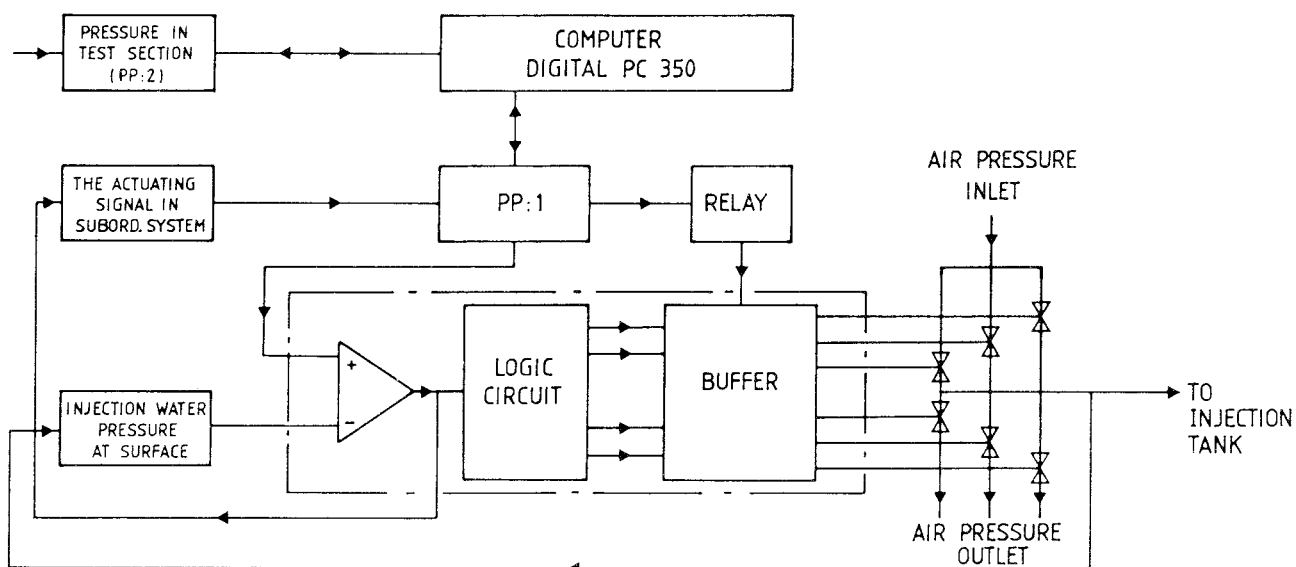 PRESSURE IN
TEST SECTION
(PP:2)
COMPUTER
DIGITAL PC 350
THE ACTUATING
SIGNAL IN
SUBORD. SYSTEM
PP:1
RELAY
AIR PRESSURE
INLET
+
-
LOGIC
CIRCUIT
BUFFER
INJECTION WATER
PRESSURE
AT SURFACE
TO
INJECTION
TANK
AIR PRESSURE
OUTLET